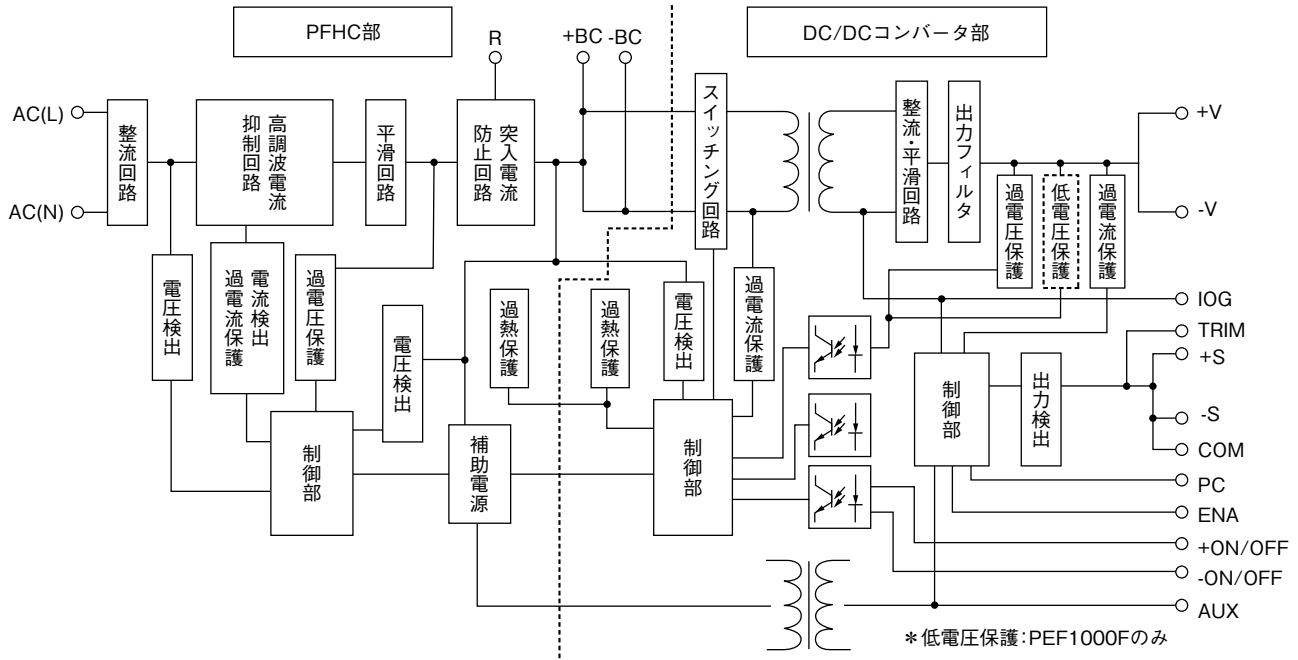 PFHC部
DC/DCコンバータ部
R
+BC
-BC
AC(L)
AC(N)
整流回路
高調波電流
抑制回路
平滑回路
突入電流
防止回路
スイッチング回路
整流・平滑回路
出力フィルタ
過電圧保護
低電圧保護
過電流保護
+V
-V
電圧検出
電流検出
過電流保護
過電圧保護
電圧検出
過熱保護
過熱保護
電圧検出
過電流保護
制御部
補助電源
制御部
制御部
出力検出
IOG
TRIM
+S
-S
COM
PC
ENA
+ON/OFF
-ON/OFF
AUX
＊低電圧保護：PEF1000Fのみ